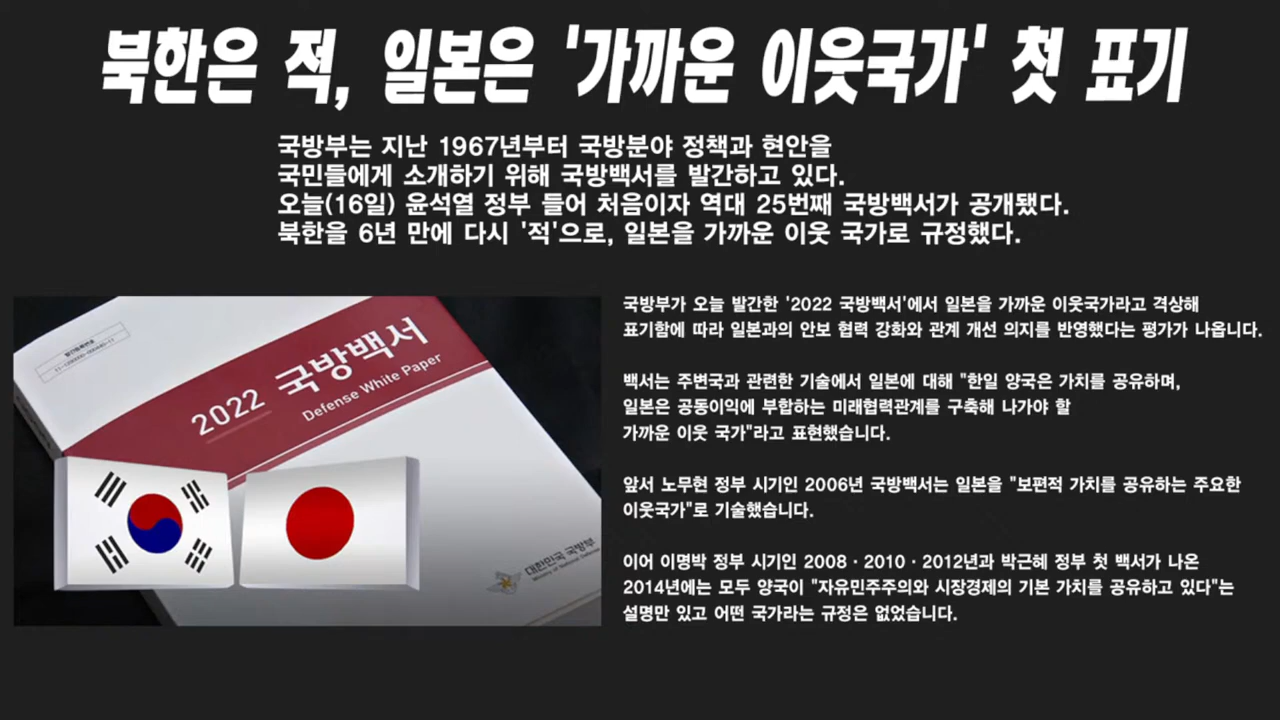 북한은 적, 일본은 '가까운 이웃국가' 첫 표기
국방부는 지난 1967년부터 국방분야 정책과 현안을
국민들에게 소개하기 위해 국방백서를 발간하고 있다.
오늘(16일) 윤석열 정부 들어 처음이자 역대 25번째 국방백서가 공개됐다.
북한을 6년 만에 다시 '적'으로, 일본을 가까운 이웃 국가로 규정했다.
발간등록번호
2022 국방백서
Defense White Paper
대한민국 국방부
Ministry of National Defense
국방부가 오늘 발간한 '2022 국방백서'에서 일본을 가까운 이웃국가라고 격상해
표기함에 따라 일본과의 안보 협력 강화와 관계 개선 의지를 반영했다는 평가가 나옵니다.
백서는 주변국과 관련한 기술에서 일본에 대해 "한일 양국은 가치를 공유하며,
일본은 공동이익에 부합하는 미래협력관계를 구축해 나가야 할
가까운 이웃 국가"라고 표현했습니다.
앞서 노무현 정부 시기인 2006년 국방백서는 일본을 "보편적 가치를 공유하는 주요한
이웃국가"로 기술했습니다.
이어 이명박 정부 시기인 2008·2010·2012년과 박근혜 정부 첫 백서가 나온
2014년에는 모두 양국이 "자유민주주의와 시장경제의 기본 가치를 공유하고 있다"는
설명만 있고 어떤 국가라는 규정은 없었습니다.